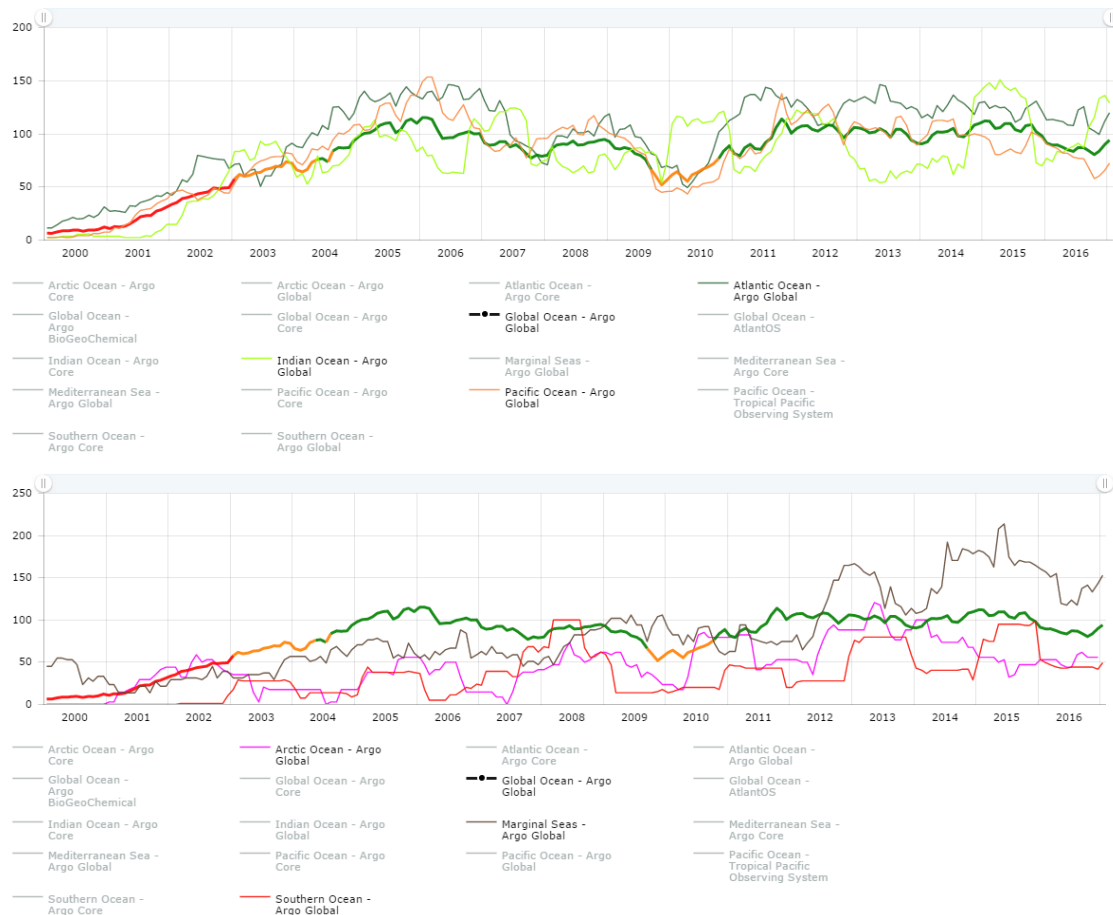 200
150
100
50
0
2000 2001 2002 2003 2004 2005 2006 2007 2008 2009 2010 2011 2012 2013 2014 2015 2016
Arctic Ocean - Argo
Core
Arctic Ocean - Argo
Global
Atlantic Ocean -
Argo Core
Atlantic Ocean -
Argo Global
Global Ocean -
Argo
BioGeoChemical
Global Ocean - Argo
Core
Global Ocean - Argo
Global
Global Ocean -
AtlantOS
Indian Ocean - Argo
Core
Indian Ocean - Argo
Global
Marginal Seas -
Argo Global
Mediterranean Sea -
Argo Core
Mediterranean Sea -
Argo Global
Pacific Ocean - Argo
Core
Pacific Ocean - Argo
Global
Pacific Ocean -
Tropical Pacific
Observing System
Southern Ocean -
Argo Core
Southern Ocean -
Argo Global
250
200
150
100
50
0
2000 2001 2002 2003 2004 2005 2006 2007 2008 2009 2010 2011 2012 2013 2014 2015 2016
Arctic Ocean - Argo
Core
Arctic Ocean - Argo
Global
Atlantic Ocean -
Argo Core
Atlantic Ocean -
Argo Global
Global Ocean -
Argo
BioGeoChemical
Global Ocean - Argo
Core
Global Ocean - Argo
Global
Global Ocean -
AtlantOS
Indian Ocean - Argo
Core
Indian Ocean - Argo
Global
Marginal Seas -
Argo Global
Mediterranean Sea -
Argo Core
Mediterranean Sea -
Argo Global
Pacific Ocean - Argo
Core
Pacific Ocean - Argo
Global
Pacific Ocean -
Tropical Pacific
Observing System
Southern Ocean -
Argo Core
Southern Ocean -
Argo Global